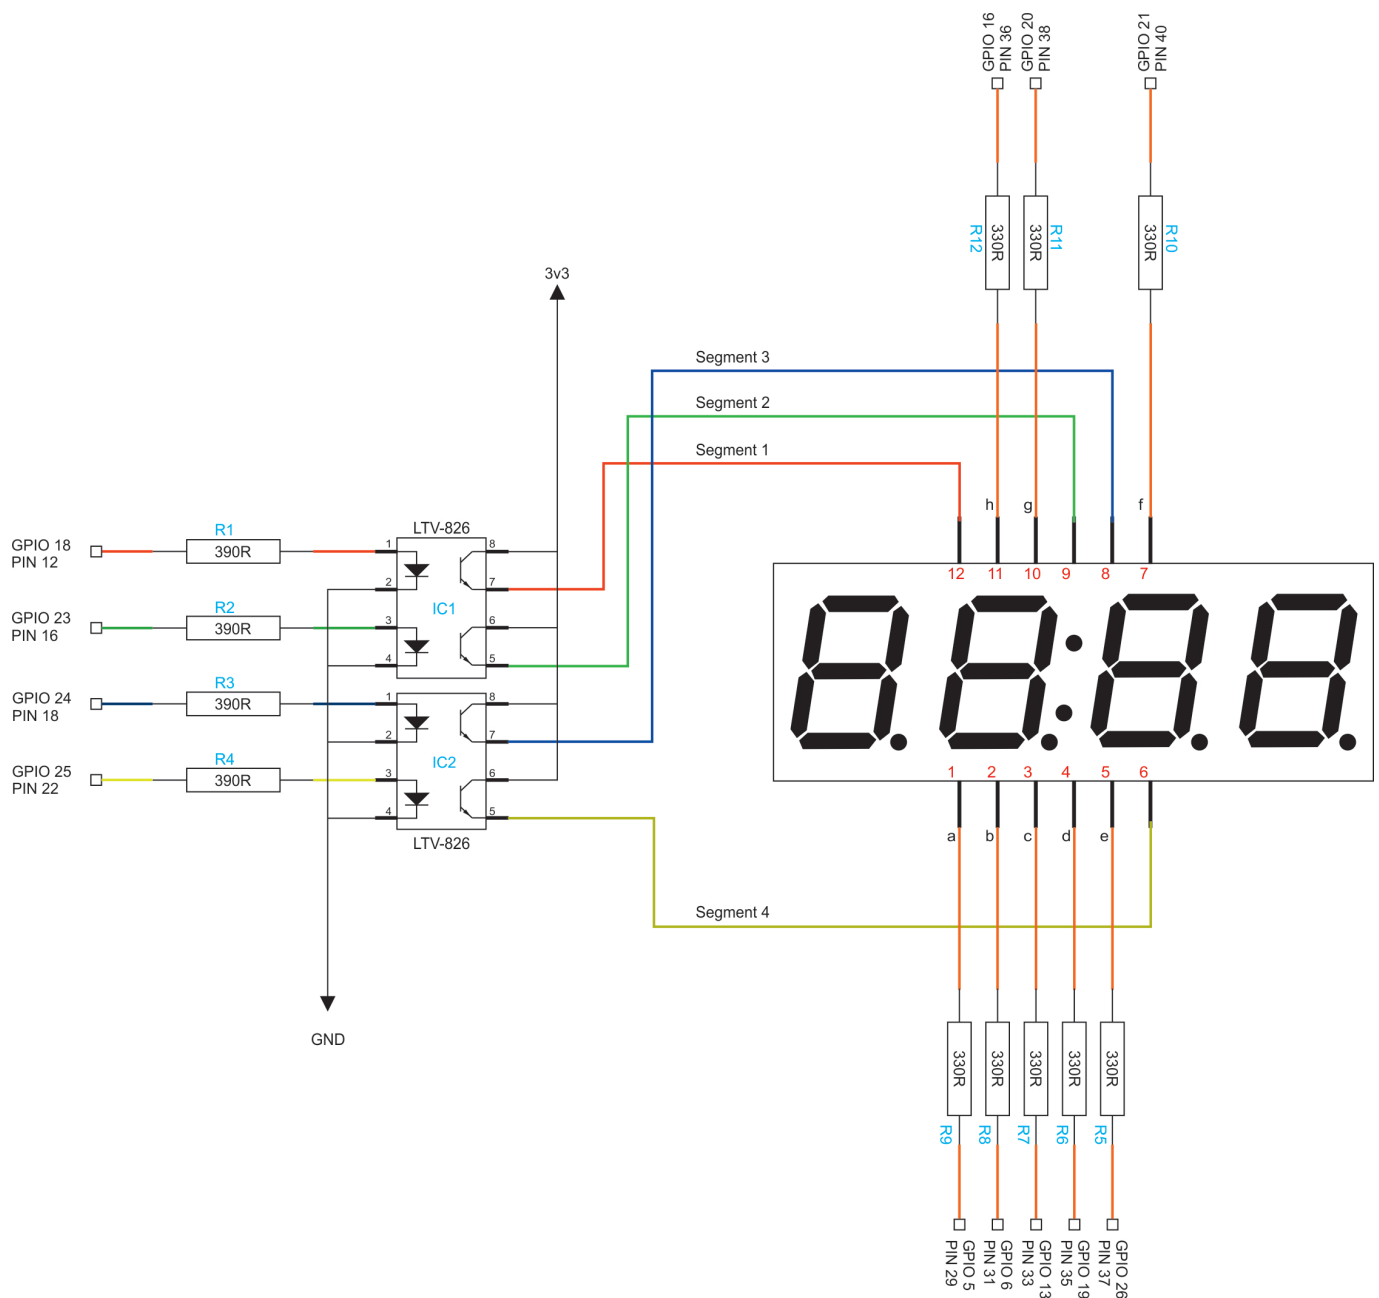 GPIO 16
PIN 36
GPIO 20
PIN 38
GPIO 21
PIN 40
R12
330R
330R
R11
330R
R10
3v3
Segment 3
Segment 2
Segment 1
h
g
f
12
11
10
9
8
7
GPIO 18
PIN 12
R1
390R
GPIO 23
PIN 16
R2
390R
GPIO 24
PIN 18
R3
390R
GPIO 25
PIN 22
R4
390R
LTV-826
1
2
3
4
8
7
6
5
IC1
1
2
3
4
8
7
6
5
IC2
LTV-826
1
2
3
4
5
6
a
b
c
d
e
Segment 4
GND
330R
330R
330R
330R
330R
R9
R8
R7
R6
R5
GPIO 5
PIN 29
GPIO 6
PIN 31
GPIO 13
PIN 33
GPIO 19
PIN 35
GPIO 26
PIN 37